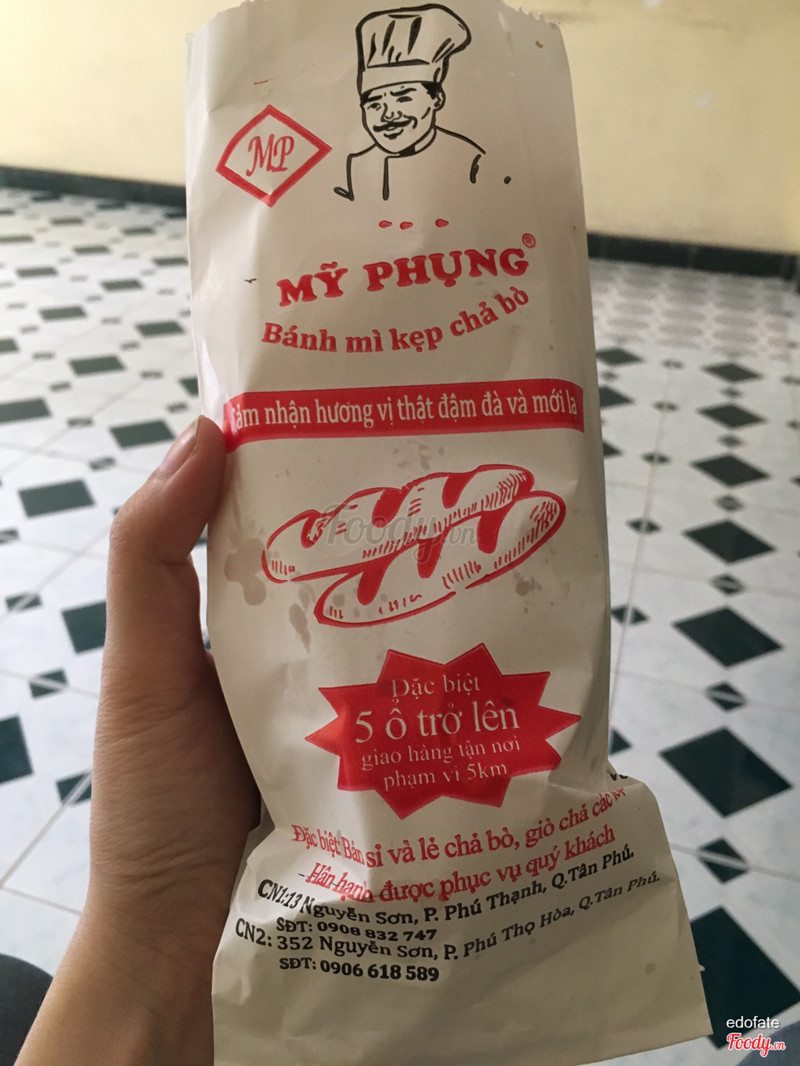 MP
MỸ PHỤNG®
Bánh mì kẹp chả bò
Cảm nhận hương vị thật đậm đà và mới lạ
Foody.vn
Đặc biệt
5 ổ trở lên
giao hàng tận nơi
phạm vi 5km
Đặc biệt: Bán sỉ và lẻ chả bò, giò chả các
- Hân hạnh được phục vụ quý khách
CN1:13 Nguyễn Sơn, P. Phú Thạnh, Q.Tân Phú.
SĐT: 0908 832 747
CN2: 352 Nguyễn Sơn, P. Phú Thọ Hòa, Q.Tân Phú.
SĐT: 0906 618 589
edofate
Foody.vn